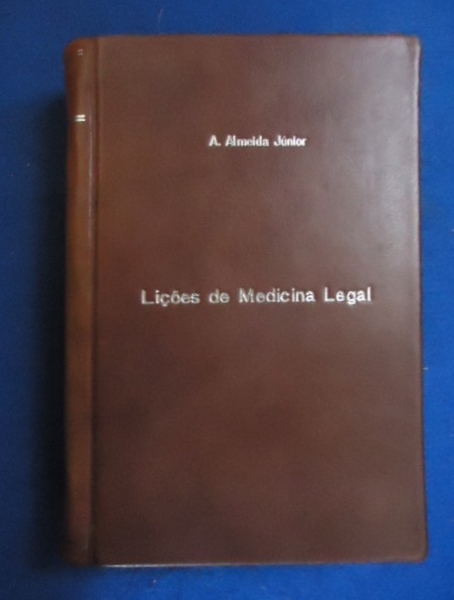 A. Almeida Júnior
Lições de Medicina Legal